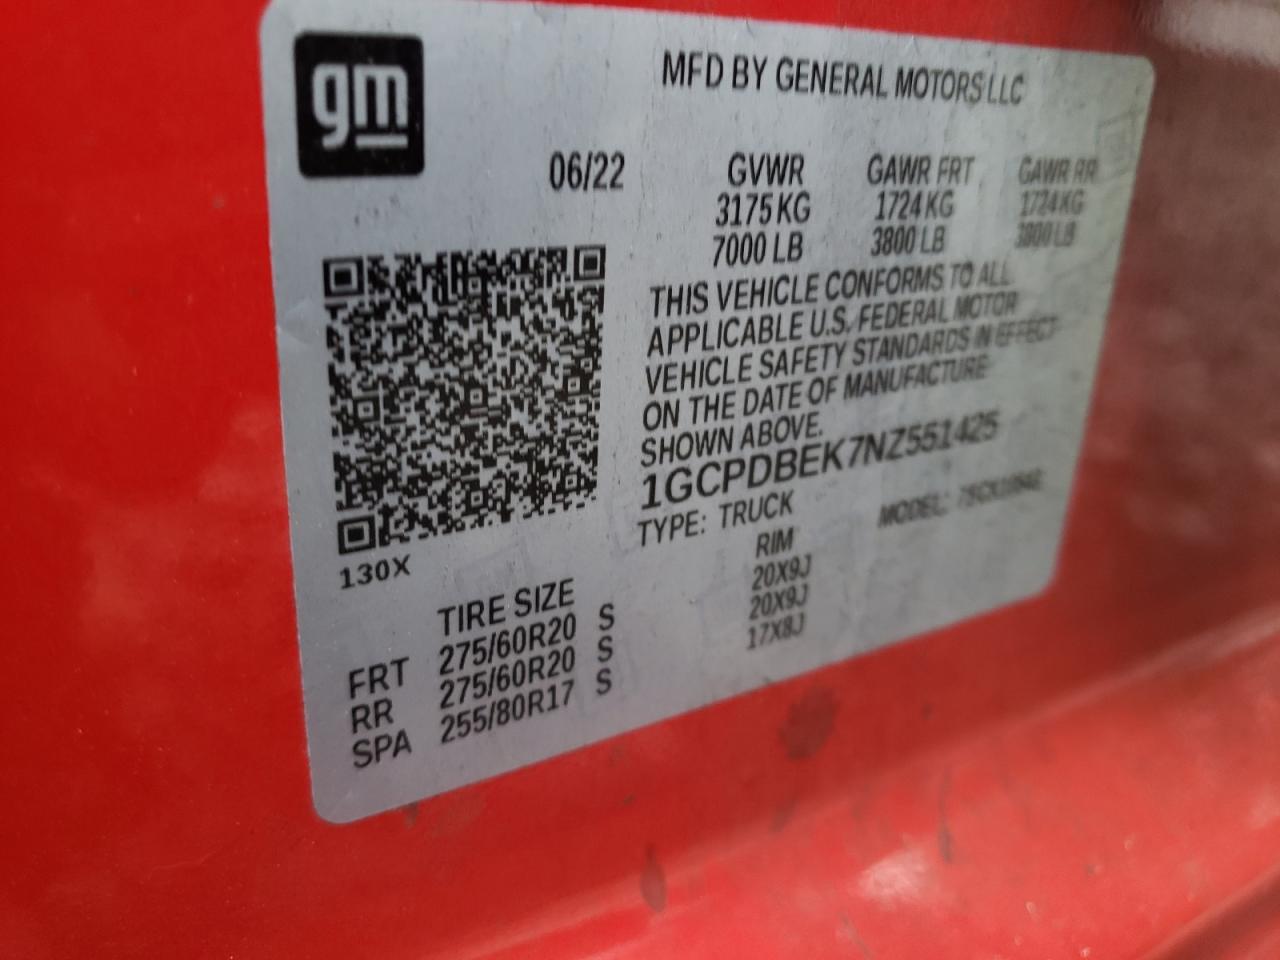 gm
MFD BY GENERAL MOTORS LLC
06/22 GVWR GAWR FRT GAWR RR
3175 KG 1724 KG 1724 KG
7000 LB 3800 LB 3800 LB
THIS VEHICLE CONFORMS TO ALL
APPLICABLE U.S. FEDERAL MOTOR
VEHICLE SAFETY STANDARDS IN EFFECT
ON THE DATE OF MANUFACTURE
SHOWN ABOVE.
1GCPDBEK7NZ551425
TYPE: TRUCK MODEL:
130X
TIRE SIZE RIM
FRT 275/60R20 S 20X9J
RR 275/60R20 S 20X9J
SPA 255/80R17 S 17X8J